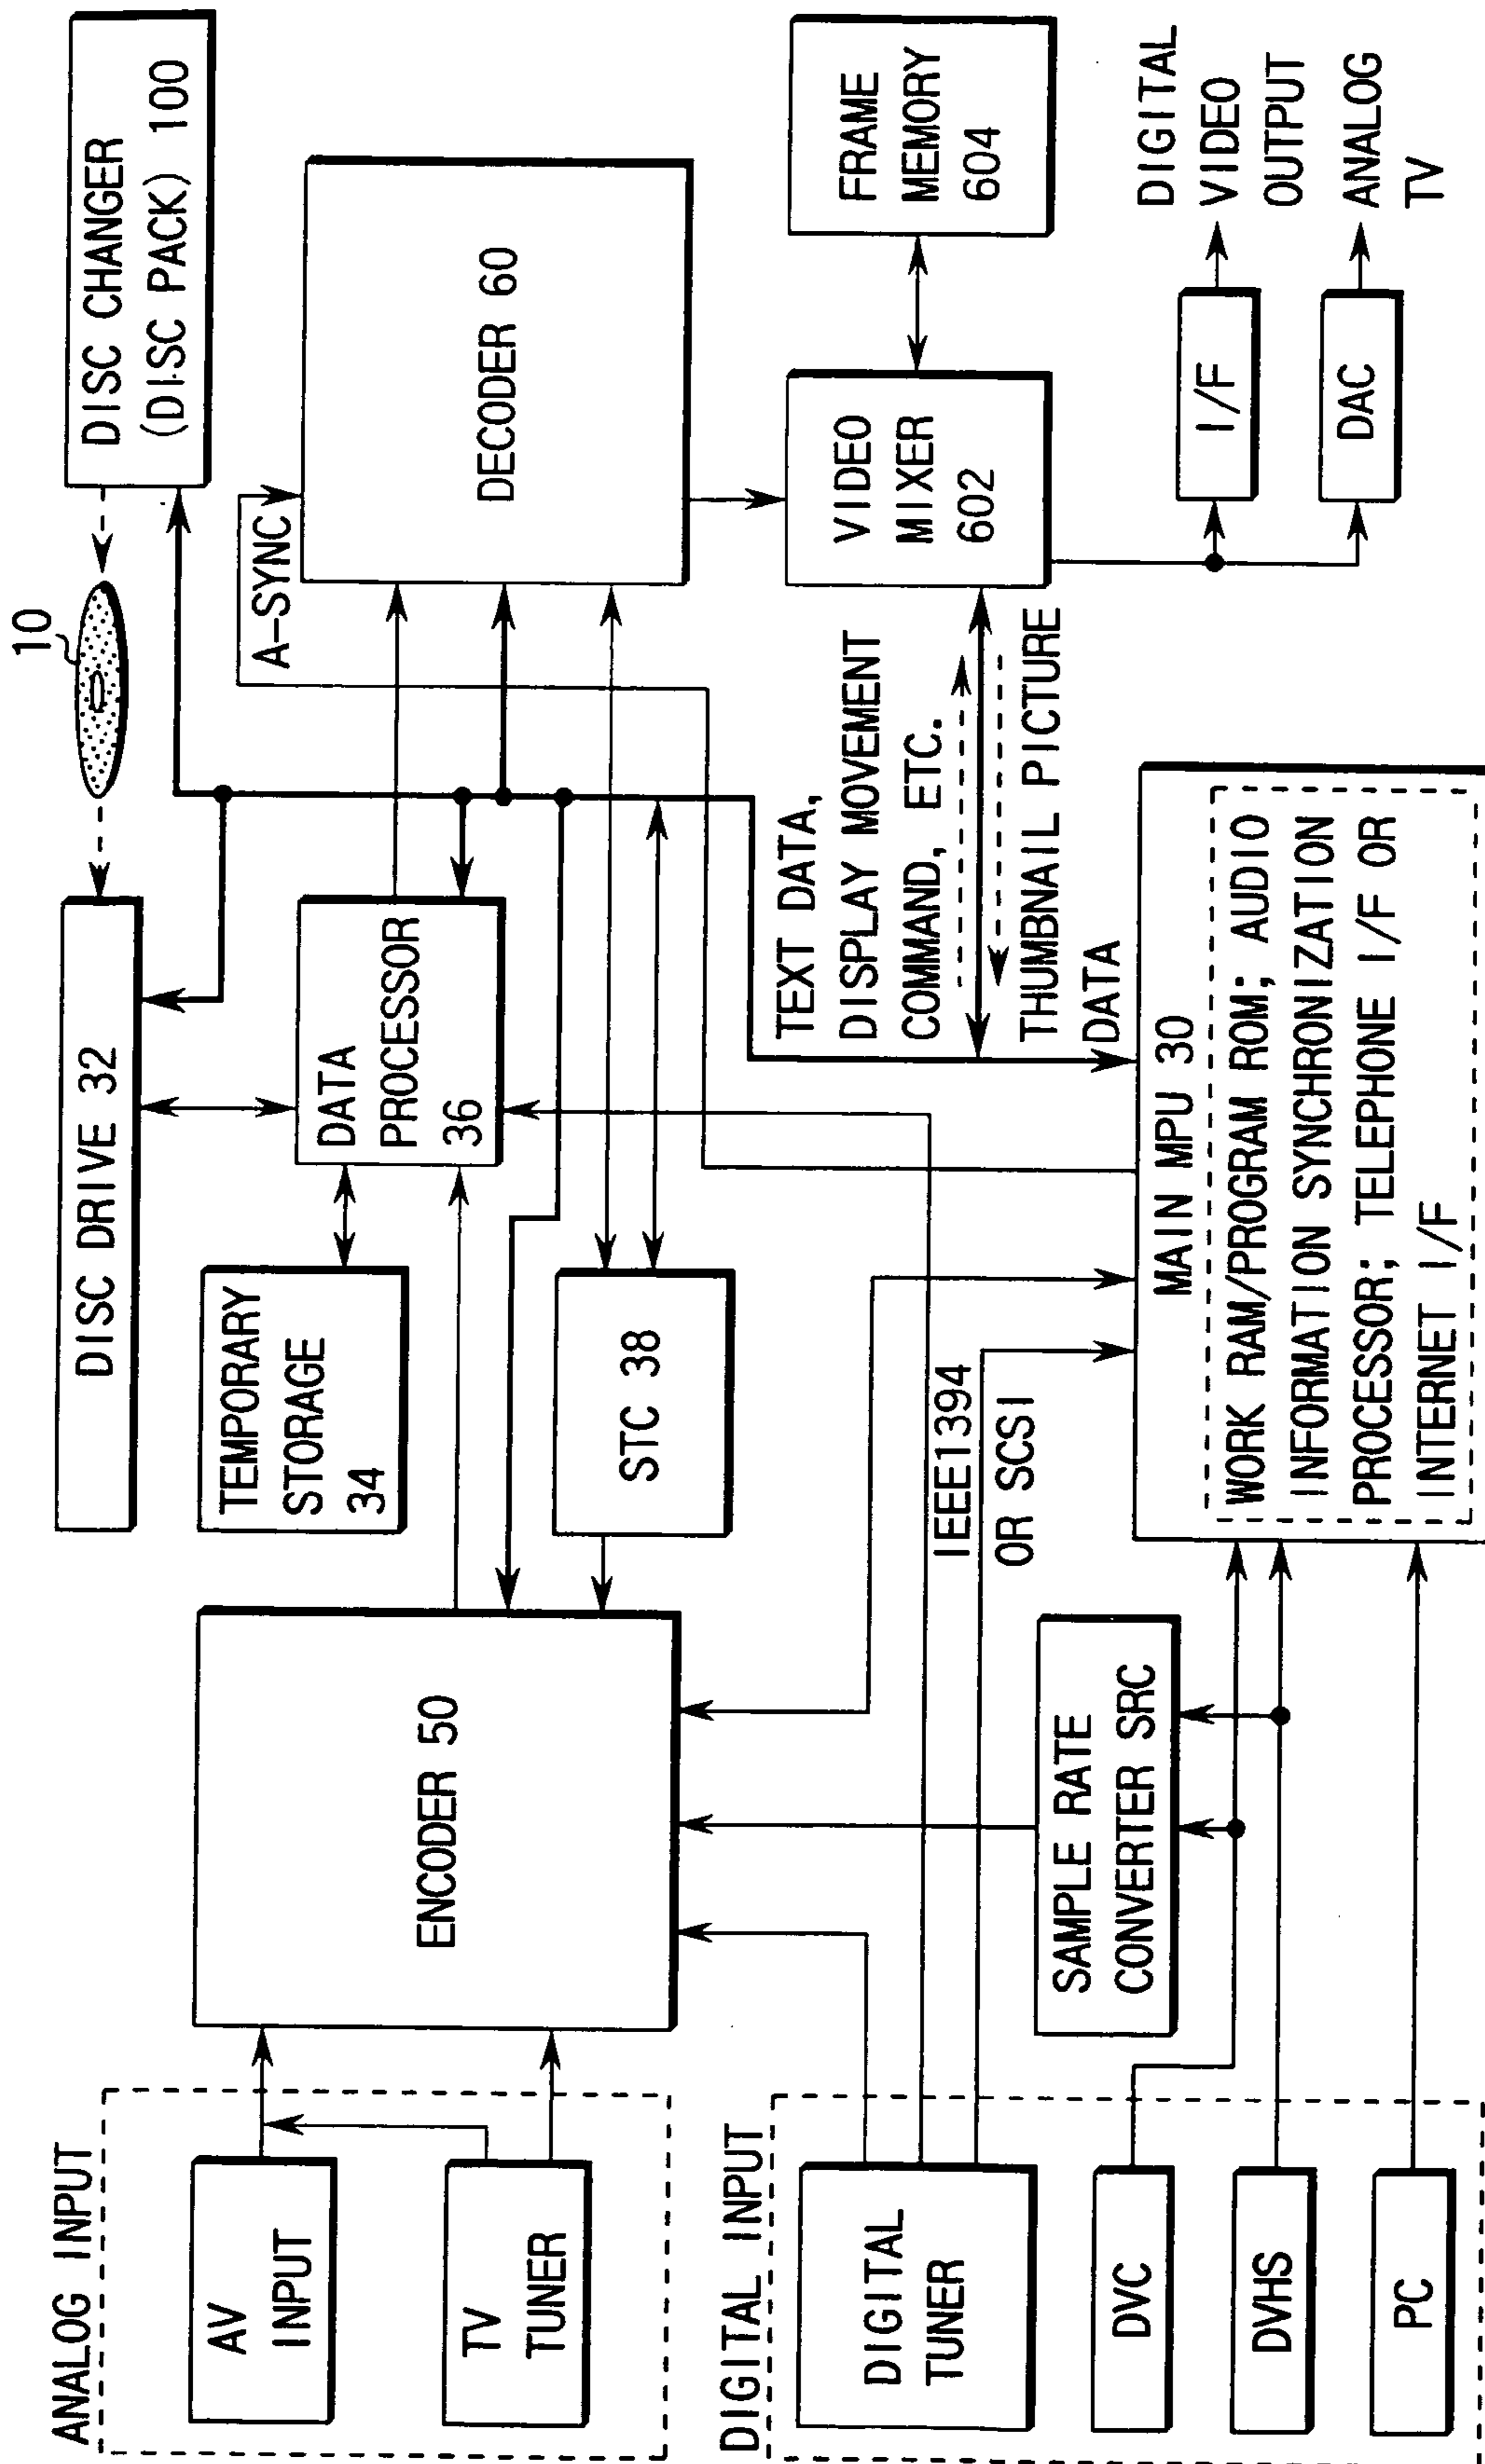 ANALOG INPUT
AV
INPUT
TV
TUNER
DIGITAL INPUT
DIGITAL
TUNER
DVC
DVHS
PC
ENCODER 50
SAMPLE RATE
CONVERTER SRC
DISC DRIVE 32
TEMPORARY
STORAGE
34
DATA
PROCESSOR
36
STC 38
IEEE1394
OR SCSI
MAIN MPU 30
WORK RAM/PROGRAM ROM; AUDIO
INFORMATION SYNCHRONIZATION
PROCESSOR; TELEPHONE I/F OR
INTERNET I/F
10
DISC CHANGER
(DISC PACK) 100
A-SYNC
DECODER 60
TEXT DATA,
DISPLAY MOVEMENT
COMMAND, ETC.
THUMBNAIL PICTURE
DATA
VIDEO
MIXER
602
FRAME
MEMORY
604
I/F
DAC
DIGITAL
VIDEO
OUTPUT
ANALOG
TV